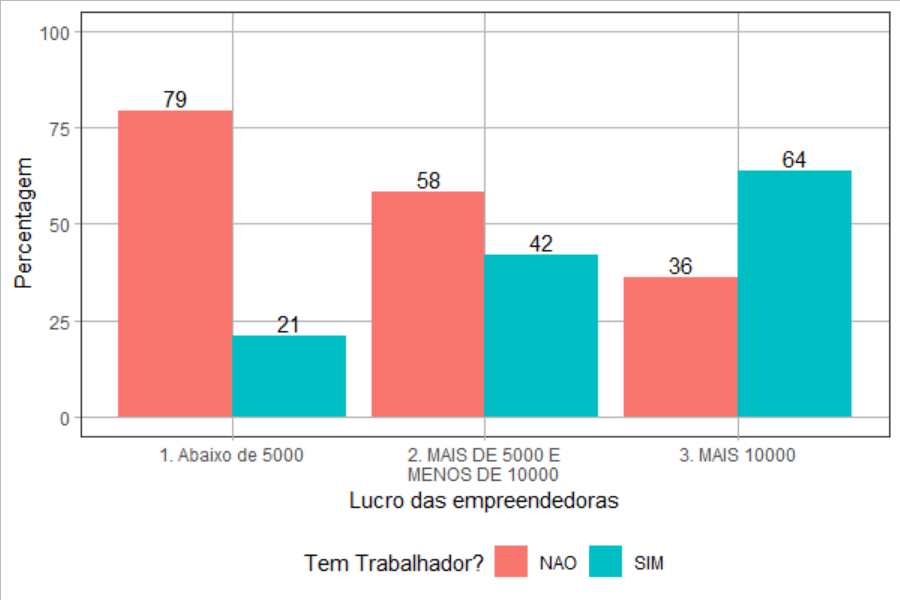 100
79
75
64
58
50
42
36
25
21
0
Percentagem
1. Abaixo de 5000
2. MAIS DE 5000 E
MENOS DE 10000
3. MAIS 10000
Lucro das empreendedoras
Tem Trabalhador? NAO SIM